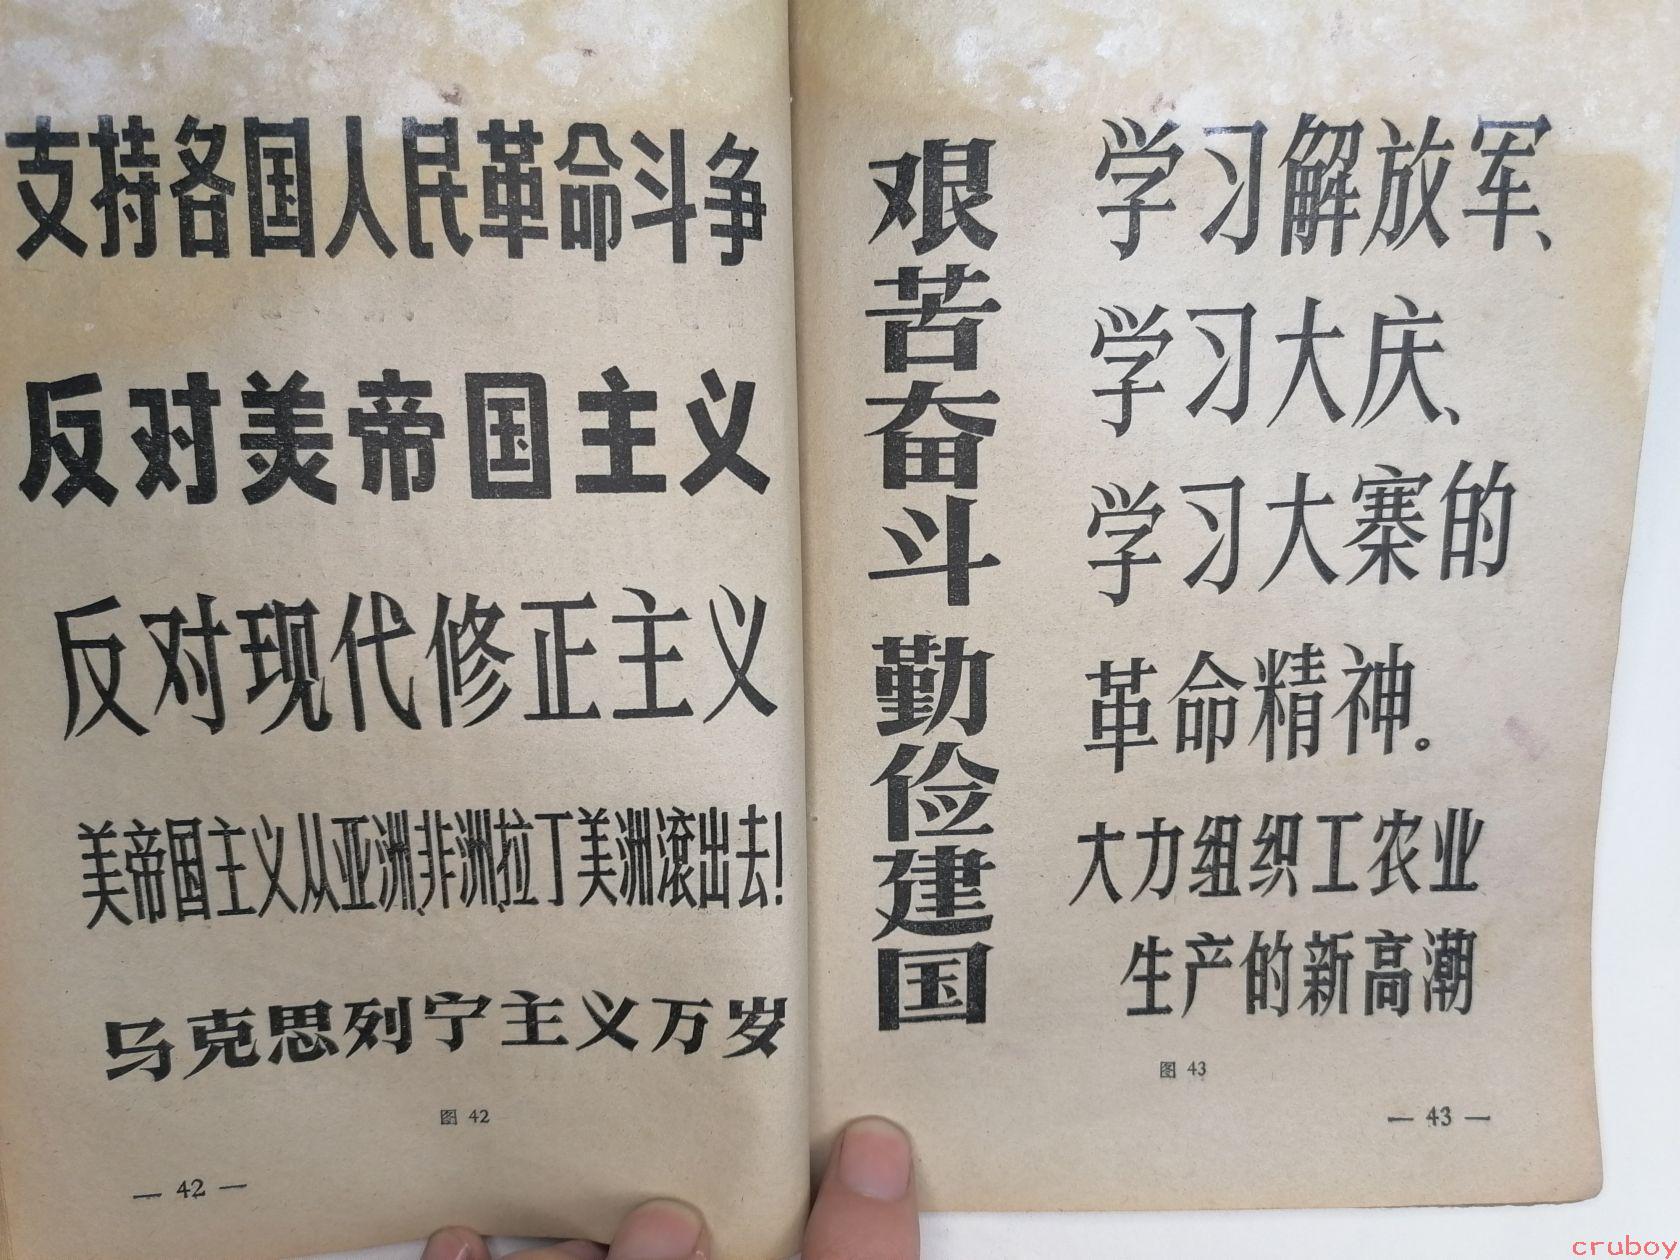 支持各国人民革命斗争
反对美帝国主义
反对现代修正主义
美帝国主义从亚洲、非洲、拉丁美洲滚出去!
马克思列宁主义万岁
图 42
— 42 —
艰苦奋斗 勤俭建国
学习解放军、
学习大庆、
学习大寨的
革命精神。
大力组织工农业
生产的新高潮
图 43
— 43 —
cruboy